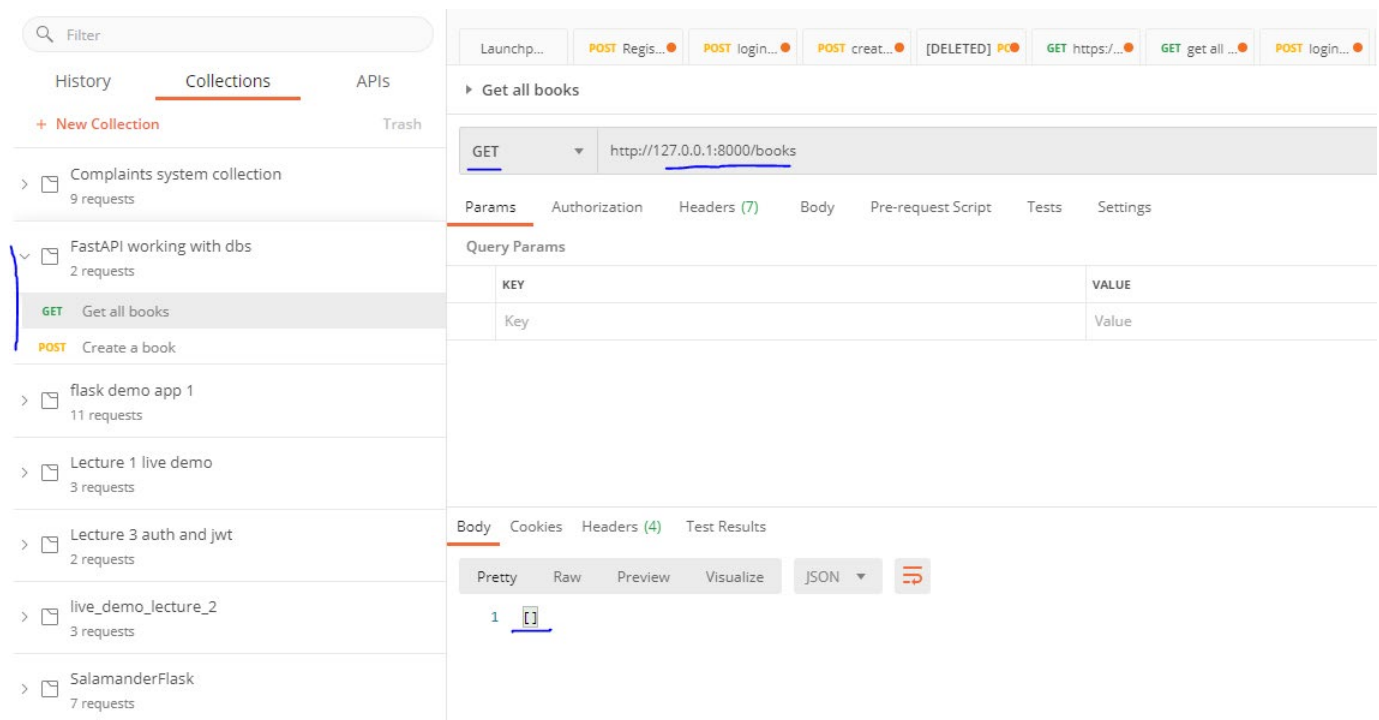 Filter
History Collections APIs
+ New Collection Trash
Complaints system collection
9 requests
FastAPI working with dbs
2 requests
GET Get all books
POST Create a book
flask demo app 1
11 requests
Lecture 1 live demo
3 requests
Lecture 3 auth and jwt
2 requests
live_demo_lecture_2
3 requests
SalamanderFlask
7 requests
Launchp... POST Regis... POST login... POST creat... [DELETED] PO GET https:/... GET get all ... POST login...
Get all books
GET http://127.0.0.1:8000/books
Params Authorization Headers (7) Body Pre-request Script Tests Settings
Query Params
KEY VALUE
Key Value
Body Cookies Headers (4) Test Results
Pretty Raw Preview Visualize JSON
1 []